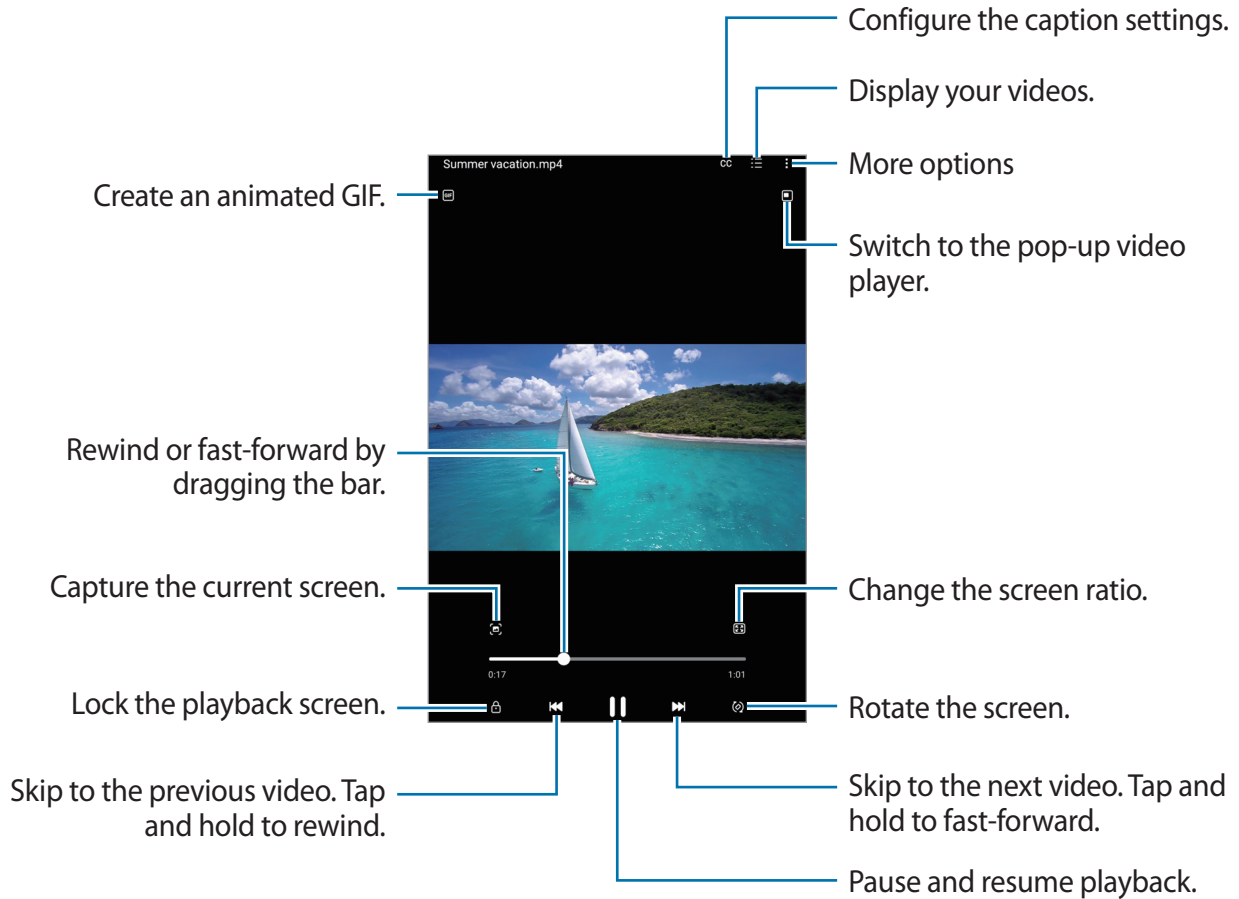 Configure the caption settings.
Display your videos.
Summer vacation.mp4
CC
More options
Create an animated GIF.
GIF
Switch to the pop-up video
player.
Rewind or fast-forward by
dragging the bar.
Capture the current screen.
Change the screen ratio.
0:17
1:01
Lock the playback screen.
Rotate the screen.
Skip to the previous video. Tap
and hold to rewind.
Skip to the next video. Tap and
hold to fast-forward.
Pause and resume playback.